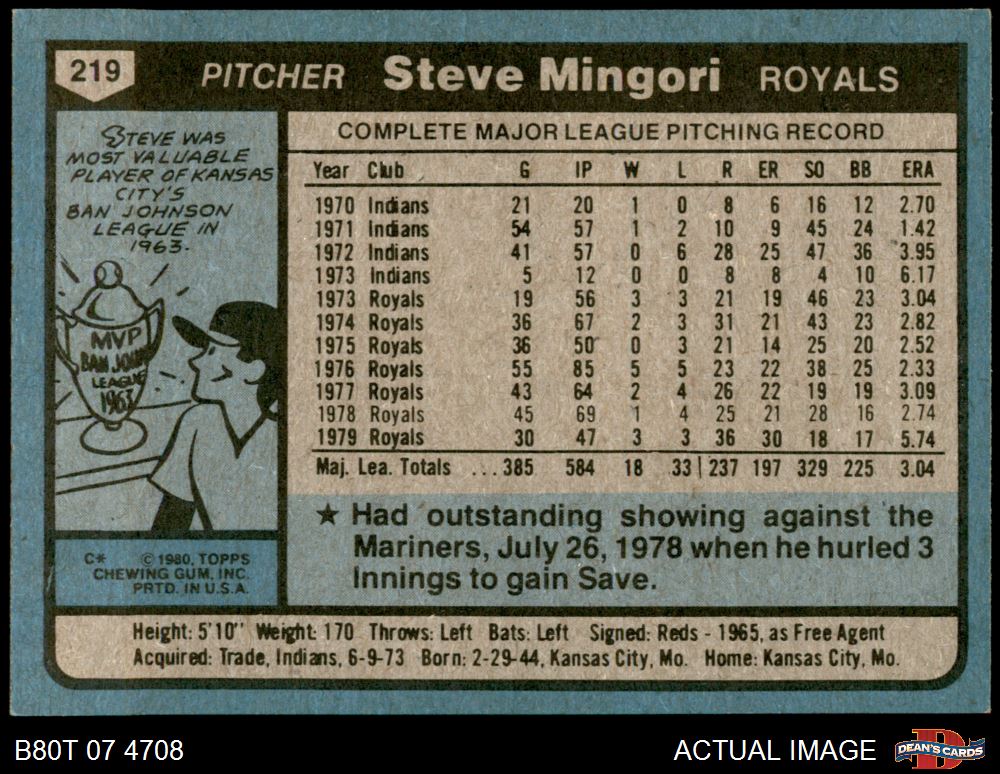 219 PITCHER Steve Mingori ROYALS
STEVE WAS
MOST VALUABLE
PLAYER OF KANSAS
CITY'S
BAN JOHNSON
LEAGUE IN
1963.
MVP
BAN JOHN
LEAGUE
1963
C* © 1980, TOPPS
CHEWING GUM, INC.
PRTD. IN U.S.A.
COMPLETE MAJOR LEAGUE PITCHING RECORD
Year Club G IP W L R ER SO BB ERA
1970 Indians 21 20 1 0 8 6 16 12 2.70
1971 Indians 54 57 1 2 10 9 45 24 1.42
1972 Indians 41 57 0 6 28 25 47 36 3.95
1973 Indians 5 12 0 0 8 8 4 10 6.17
1973 Royals 19 56 3 3 21 19 46 23 3.04
1974 Royals 36 67 2 3 31 21 43 23 2.82
1975 Royals 36 50 0 3 21 14 25 20 2.52
1976 Royals 55 85 5 5 23 22 38 25 2.33
1977 Royals 43 64 2 4 26 22 19 19 3.09
1978 Royals 45 69 1 4 25 21 28 16 2.74
1979 Royals 30 47 3 3 36 30 18 17 5.74
Maj. Lea. Totals ...385 584 18 33 237 197 329 225 3.04
★ Had outstanding showing against the
Mariners, July 26, 1978 when he hurled 3
Innings to gain Save.
Height: 5'10" Weight: 170 Throws: Left Bats: Left Signed: Reds - 1965, as Free Agent
Acquired: Trade, Indians, 6-9-73 Born: 2-29-44, Kansas City, Mo. Home: Kansas City, Mo.
B80T 07 4708 ACTUAL IMAGE DEAN'S CARDS